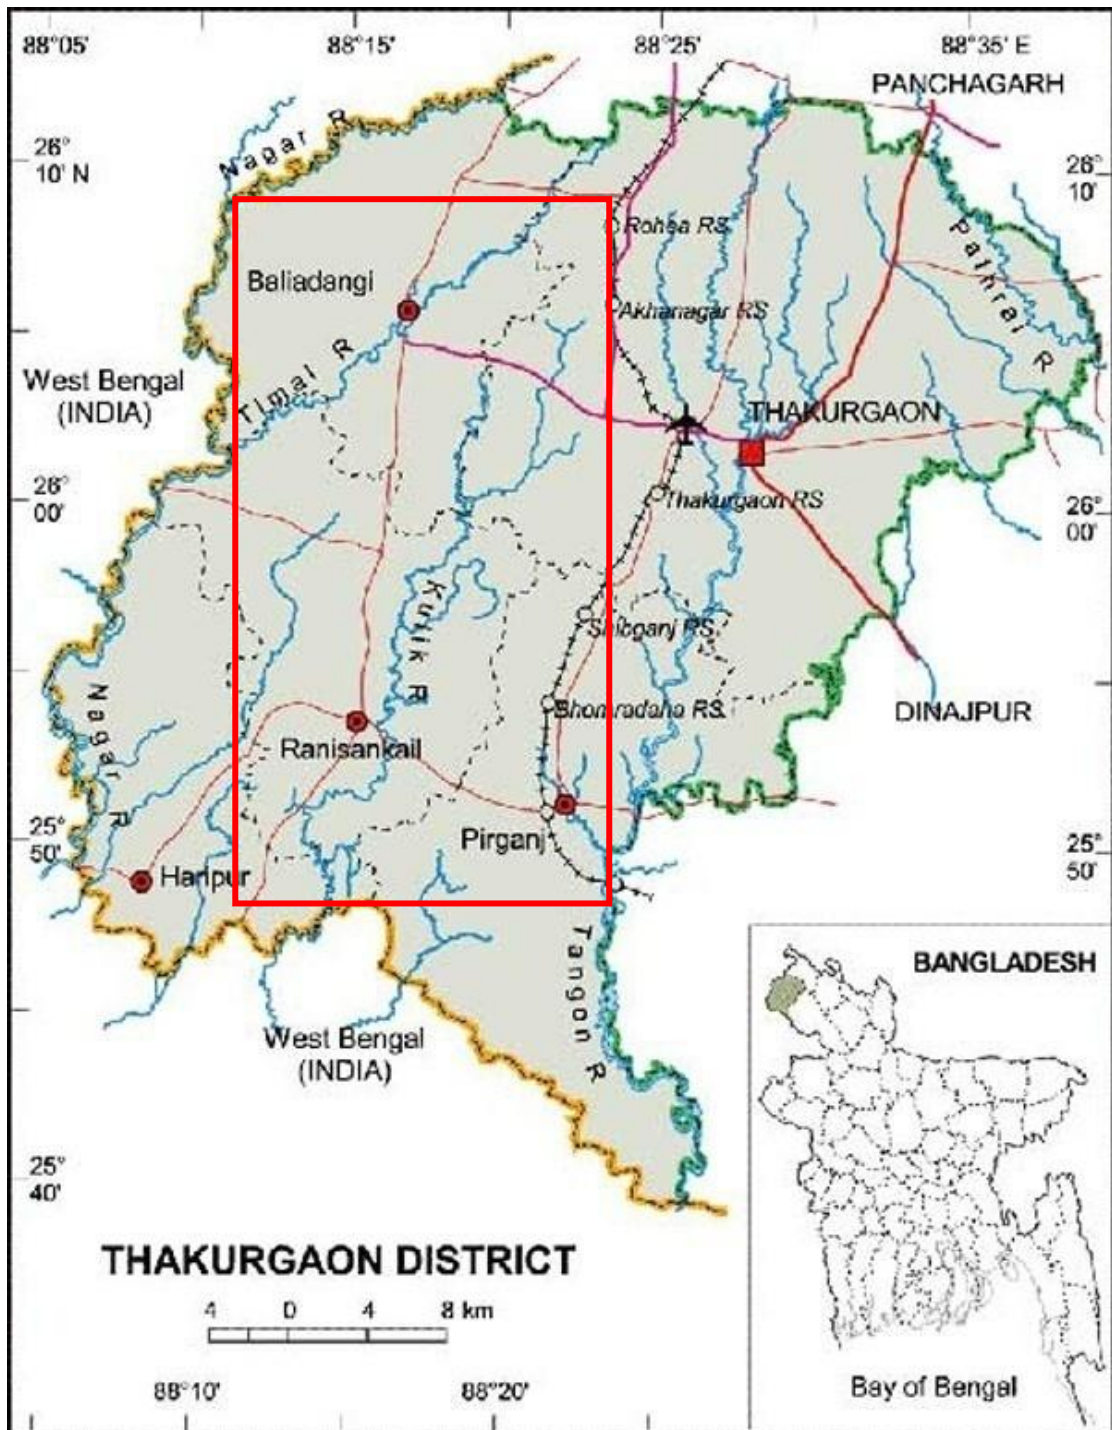 88°05'
88°15'
88°25'
88°35' E
PANCHAGARH
26°
10' N
26°
10'
Nagar R
Rohea RS
Pathrai R
Baliadangi
Akhanagar RS
Timal R
West Bengal
(INDIA)
THAKURGAON
26°
00'
Thakurgaon RS
26°
00'
Kulik R
Shibganj RS
Nagar R
Bhomradaha RS
DINAJPUR
Ranisankail
Pirganj
25°
50'
25°
50'
Haripur
Tangon R
BANGLADESH
West Bengal
(INDIA)
25°
40'
THAKURGAON DISTRICT
4 0 4 8 km
88°10'
88°20'
Bay of Bengal